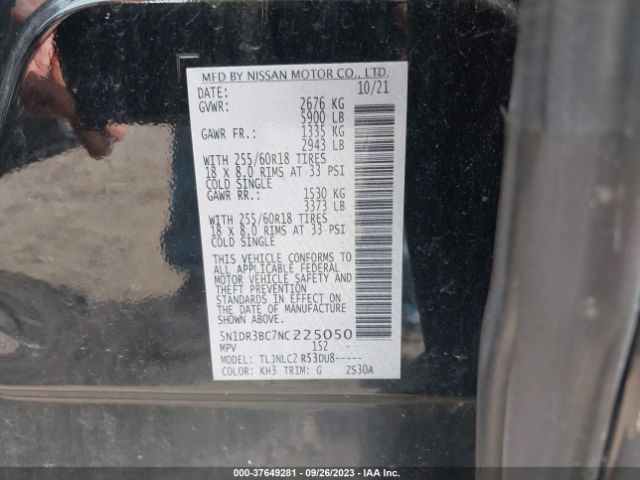 MFD BY NISSAN MOTOR CO., LTD.
DATE: 10/21
GVWR: 2676 KG
5900 LB
GAWR FR.: 1335 KG
2943 LB
WITH 255/60R18 TIRES
18 x 8.0 RIMS AT 33 PSI
COLD SINGLE
GAWR RR.: 1530 KG
3373 LB
WITH 255/60R18 TIRES
18 x 8.0 RIMS AT 33 PSI
COLD SINGLE
THIS VEHICLE CONFORMS TO
ALL APPLICABLE FEDERAL
MOTOR VEHICLE SAFETY AND
THEFT PREVENTION
STANDARDS IN EFFECT ON
THE DATE OF MANUFACTURE
SHOWN ABOVE.
5N1DR3BC7NC225050
MPV 152
MODEL: TLJNLC2 R53DU8-----
COLOR: KH3 TRIM: G ZS30A
000-37649281 - 09/26/2023 - IAA Inc.